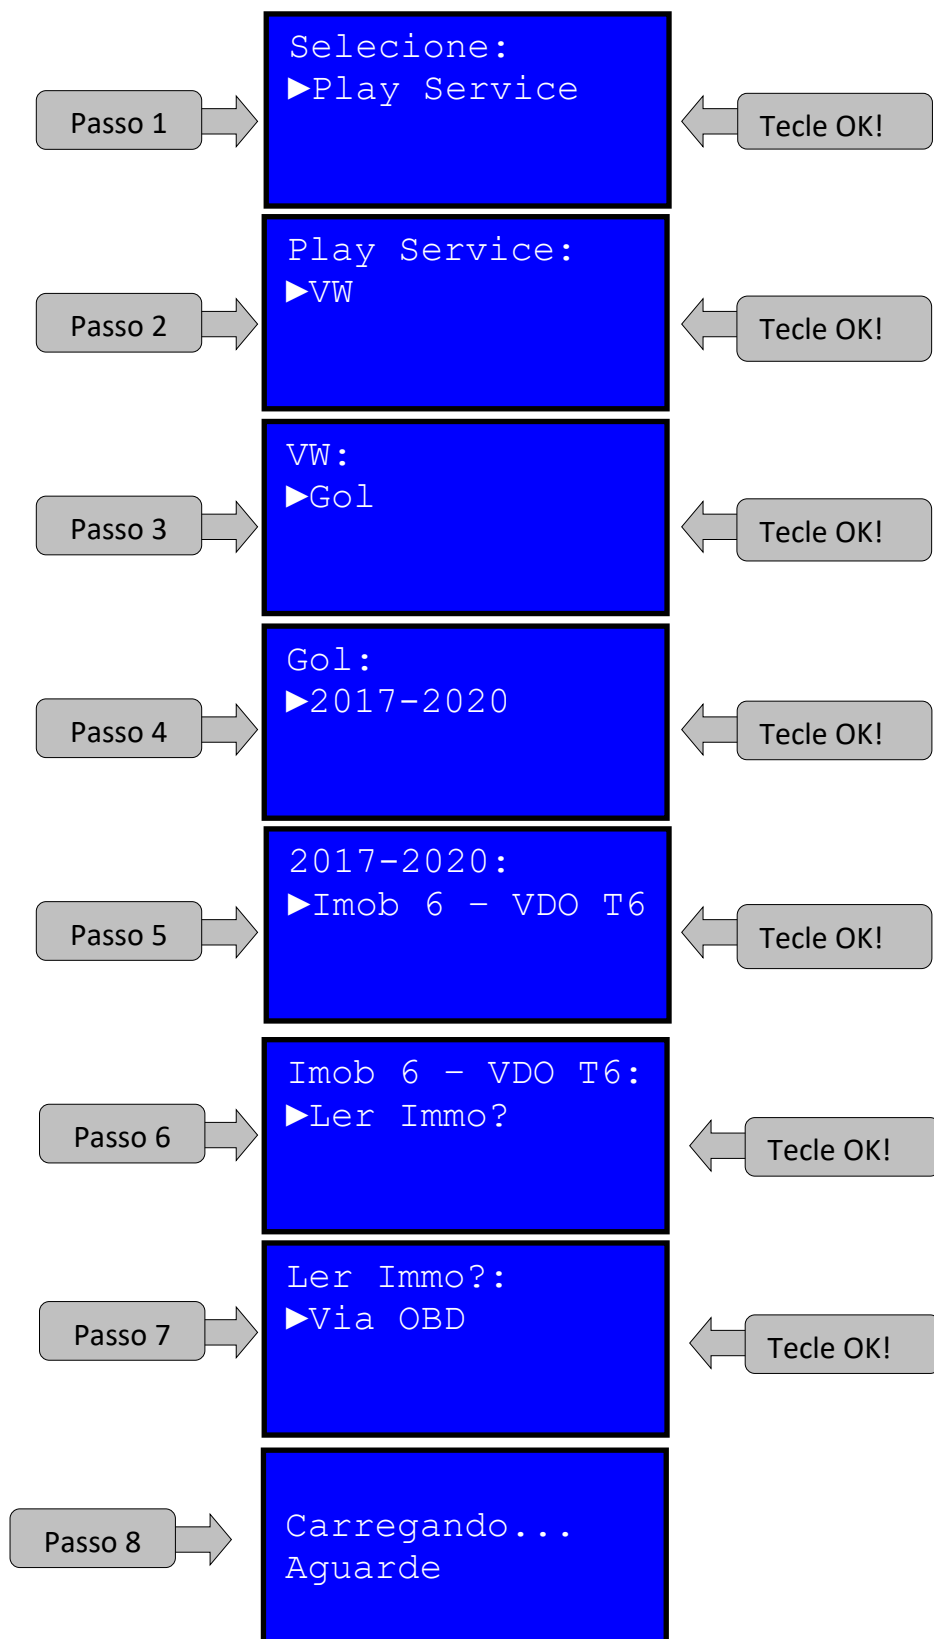 Selecione:
Passo 1
►Play Service
Tecle OK!
Play Service:
Passo 2
►VW
Tecle OK!
VW:
Passo 3
►Gol
Tecle OK!
Gol:
Passo 4
►2017-2020
Tecle OK!
2017-2020:
Passo 5
►Imob 6 – VDO T6
Tecle OK!
Imob 6 – VDO T6:
Passo 6
►Ler Immo?
Tecle OK!
Ler Immo?:
Passo 7
►Via OBD
Tecle OK!
Passo 8
Carregando...
Aguarde